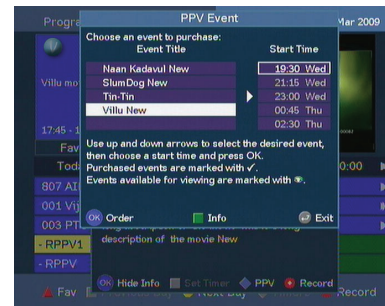 Progra
PPV Event
Mar 2009
Choose an event to purchase:
Event Title
Start Time
Naan Kadavul New
19:30 Wed
Villu mo
SlumDog New
21:15 Wed
Tin-Tin
23:00 Wed
Villu New
00:45 Thu
02:30 Thu
17:45 - 1
Fav
Use up and down arrows to select the desired event,
then choose a start time and press OK.
Toda
Purchased events are marked with ✓.
0:00
Events available for viewing are marked with
807 AI
001 Vij
003 PT
OK Order
Info
Exit
- RPPV1
description of the movie New
- RPPV
OK Hide Info
Set Timer
PPV
Record
Fav
Next Day
Record